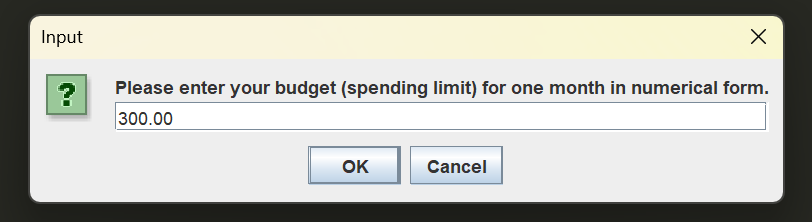 Input
?
Please enter your budget (spending limit) for one month in numerical form.
300.00
OK Cancel